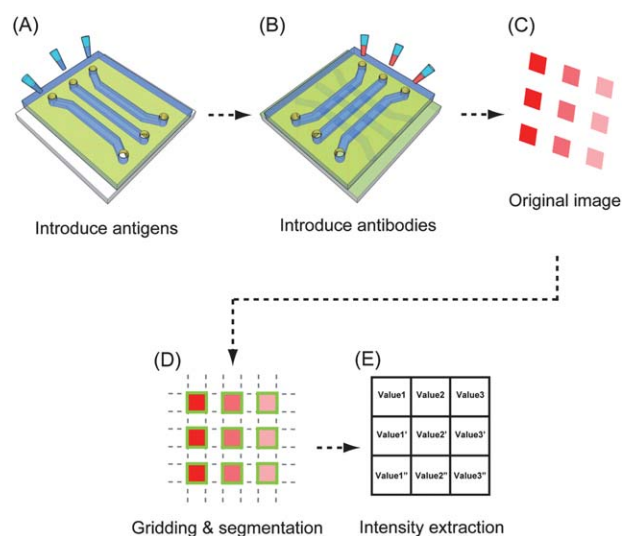 (A)
(B)
(C)
Introduce antigens
Introduce antibodies
Original image
(D)
(E)
Value1 Value2 Value3
Value1' Value2' Value3'
Value1" Value2" Value3"
Gridding & segmentation
Intensity extraction